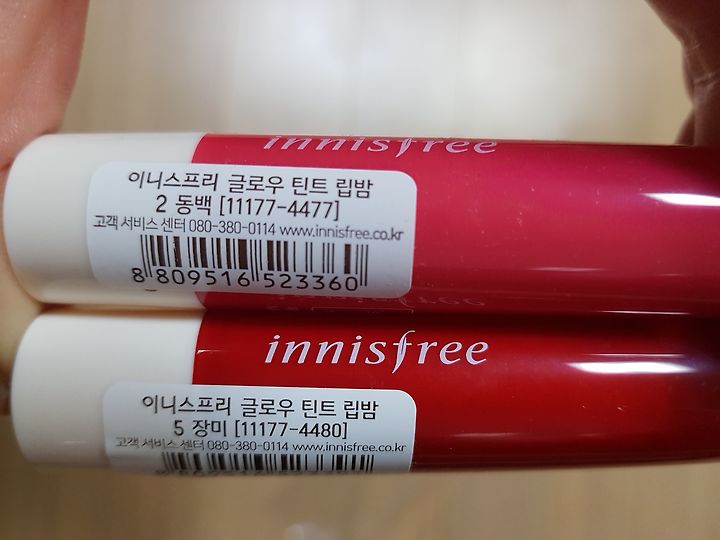 innisfree
이니스프리 글로우 틴트 립밤
2 동백 [11177-4477]
고객 서비스 센터 080-380-0114 www.innisfree.co.kr
8 809516 523360
innisfree
이니스프리 글로우 틴트 립밤
5 장미 [11177-4480]
고객 서비스 센터 080-380-0114 www.innisfree.co.kr